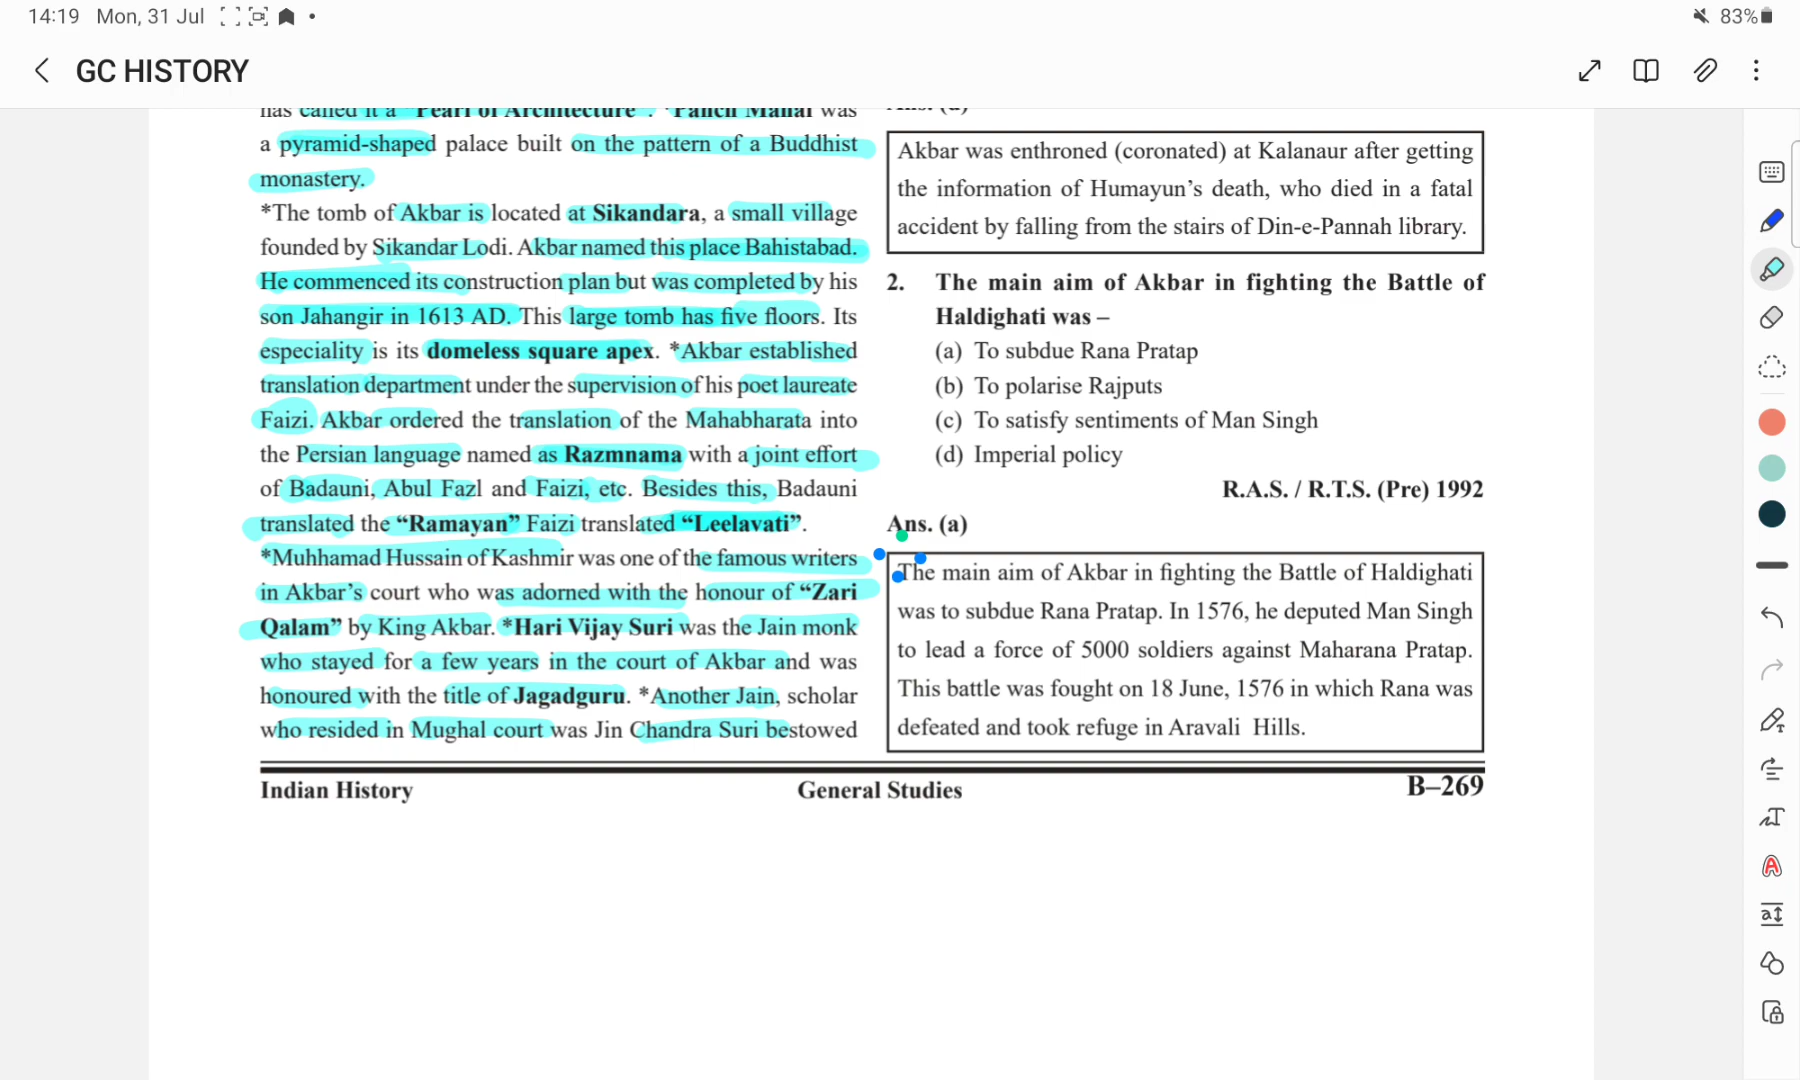 14:19 Mon, 31 Jul
83%
GC HISTORY
has called it a “Pearl of Architecture”. *Panch Mahal was
a pyramid-shaped palace built on the pattern of a Buddhist
monastery.
*The tomb of Akbar is located at Sikandara, a small village
founded by Sikandar Lodi. Akbar named this place Bahistabad.
He commenced its construction plan but was completed by his
son Jahangir in 1613 AD. This large tomb has five floors. Its
especiality is its domeless square apex. *Akbar established
translation department under the supervision of his poet laureate
Faizi. Akbar ordered the translation of the Mahabharata into
the Persian language named as Razmnama with a joint effort
of Badauni, Abul Fazl and Faizi, etc. Besides this, Badauni
translated the “Ramayan” Faizi translated “Leelavati”.
*Muhhamad Hussain of Kashmir was one of the famous writers
in Akbar’s court who was adorned with the honour of “Zari
Qalam” by King Akbar. *Hari Vijay Suri was the Jain monk
who stayed for a few years in the court of Akbar and was
honoured with the title of Jagadguru. *Another Jain, scholar
who resided in Mughal court was Jin Chandra Suri bestowed
Ans. (d)
Akbar was enthroned (coronated) at Kalanaur after getting
the information of Humayun’s death, who died in a fatal
accident by falling from the stairs of Din-e-Pannah library.
2. The main aim of Akbar in fighting the Battle of
Haldighati was –
(a) To subdue Rana Pratap
(b) To polarise Rajputs
(c) To satisfy sentiments of Man Singh
(d) Imperial policy
R.A.S. / R.T.S. (Pre) 1992
Ans. (a)
The main aim of Akbar in fighting the Battle of Haldighati
was to subdue Rana Pratap. In 1576, he deputed Man Singh
to lead a force of 5000 soldiers against Maharana Pratap.
This battle was fought on 18 June, 1576 in which Rana was
defeated and took refuge in Aravali Hills.
Indian History General Studies B–269